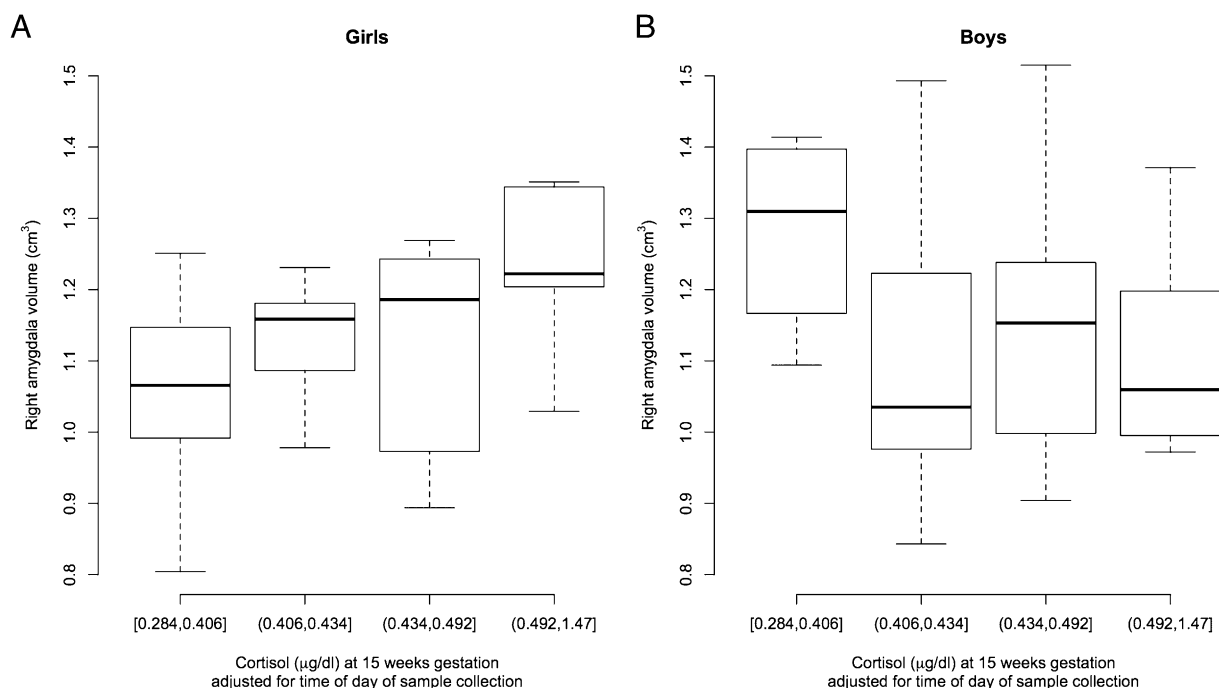 A
Girls
Right amygdala volume (cm³)
1.5
1.4
1.3
1.2
1.1
1.0
0.9
0.8
[0.284,0.406]
(0.406,0.434]
(0.434,0.492]
(0.492,1.47]
Cortisol (μg/dl) at 15 weeks gestation
adjusted for time of day of sample collection
B
Boys
Right amygdala volume (cm³)
1.5
1.4
1.3
1.2
1.1
1.0
0.9
0.8
[0.284,0.406]
(0.406,0.434]
(0.434,0.492]
(0.492,1.47]
Cortisol (μg/dl) at 15 weeks gestation
adjusted for time of day of sample collection